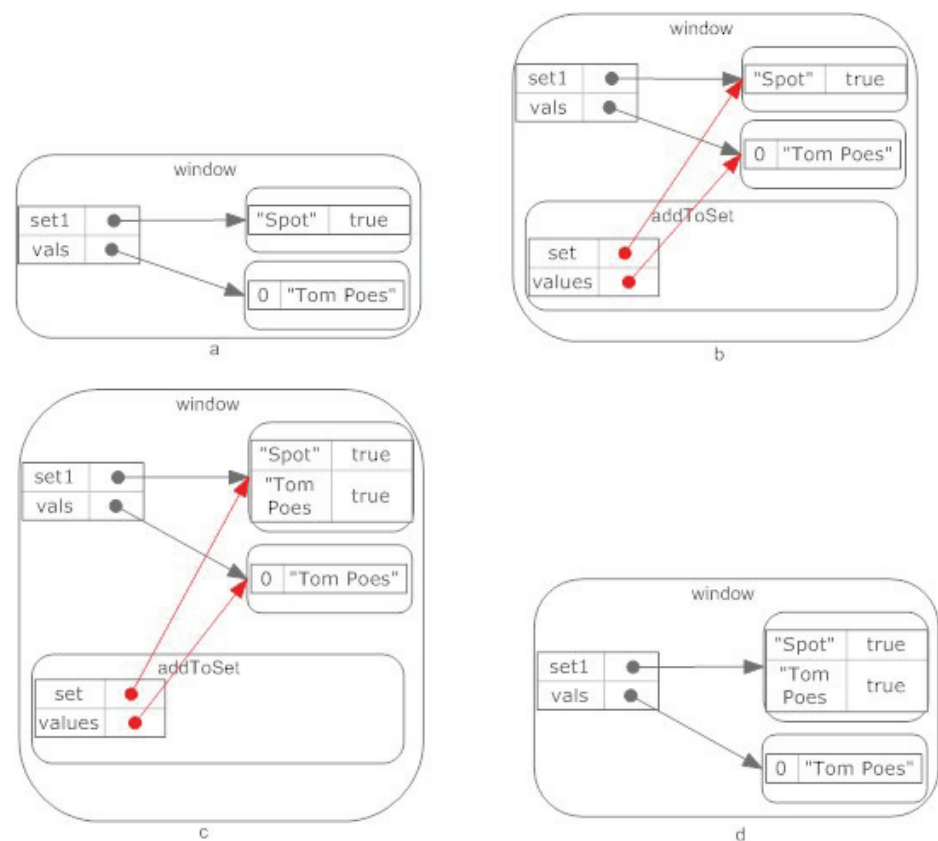 window
set1
"Spot" true
vals
0 "Tom Poes"
a
window
set1
"Spot" true
vals
0 "Tom Poes"
addToSet
set
values
b
window
"Spot" true
set1
"Tom
Poes
true
vals
0 "Tom Poes"
addToSet
set
values
c
window
"Spot" true
set1
"Tom
Poes
true
vals
0 "Tom Poes"
d